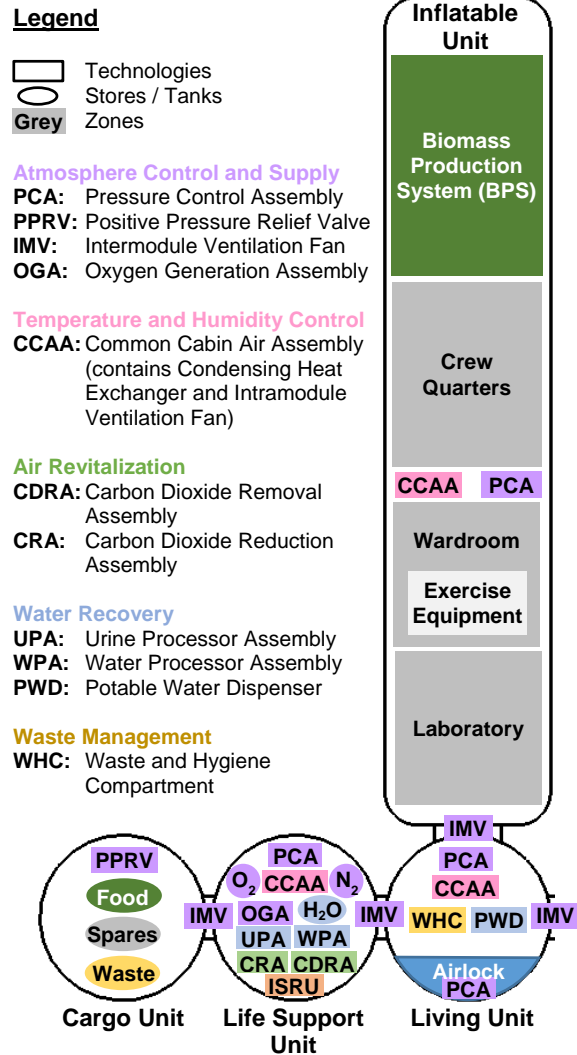 Legend
Technologies
Stores / Tanks
Grey Zones
Atmosphere Control and Supply
PCA: Pressure Control Assembly
PPRV: Positive Pressure Relief Valve
IMV: Intermodule Ventilation Fan
OGA: Oxygen Generation Assembly
Temperature and Humidity Control
CCAA: Common Cabin Air Assembly
(contains Condensing Heat
Exchanger and Intramodule
Ventilation Fan)
Air Revitalization
CDRA: Carbon Dioxide Removal
Assembly
CRA: Carbon Dioxide Reduction
Assembly
Water Recovery
UPA: Urine Processor Assembly
WPA: Water Processor Assembly
PWD: Potable Water Dispenser
Waste Management
WHC: Waste and Hygiene
Compartment
Inflatable
Unit
Biomass
Production
System (BPS)
Crew
Quarters
CCAA PCA
Wardroom
Exercise
Equipment
Laboratory
IMV
PPRV
Food
Spares
Waste
Cargo Unit
IMV
PCA
O₂ CCAA N₂
OGA H₂O
UPA WPA
CRA CDRA
ISRU
Life Support
Unit
IMV
PCA
CCAA
WHC PWD IMV
Airlock
PCA
Living Unit